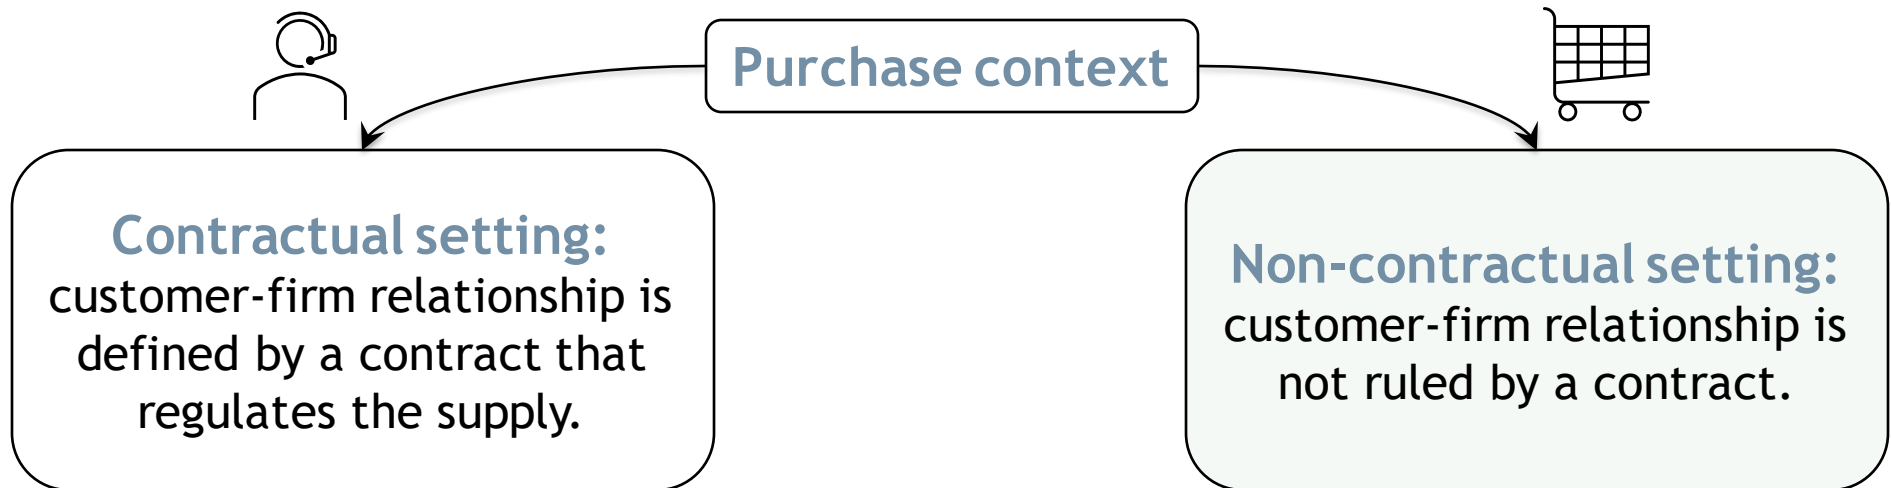 Purchase context
Contractual setting:
customer-firm relationship is
defined by a contract that
regulates the supply.
Non-contractual setting:
customer-firm relationship is
not ruled by a contract.